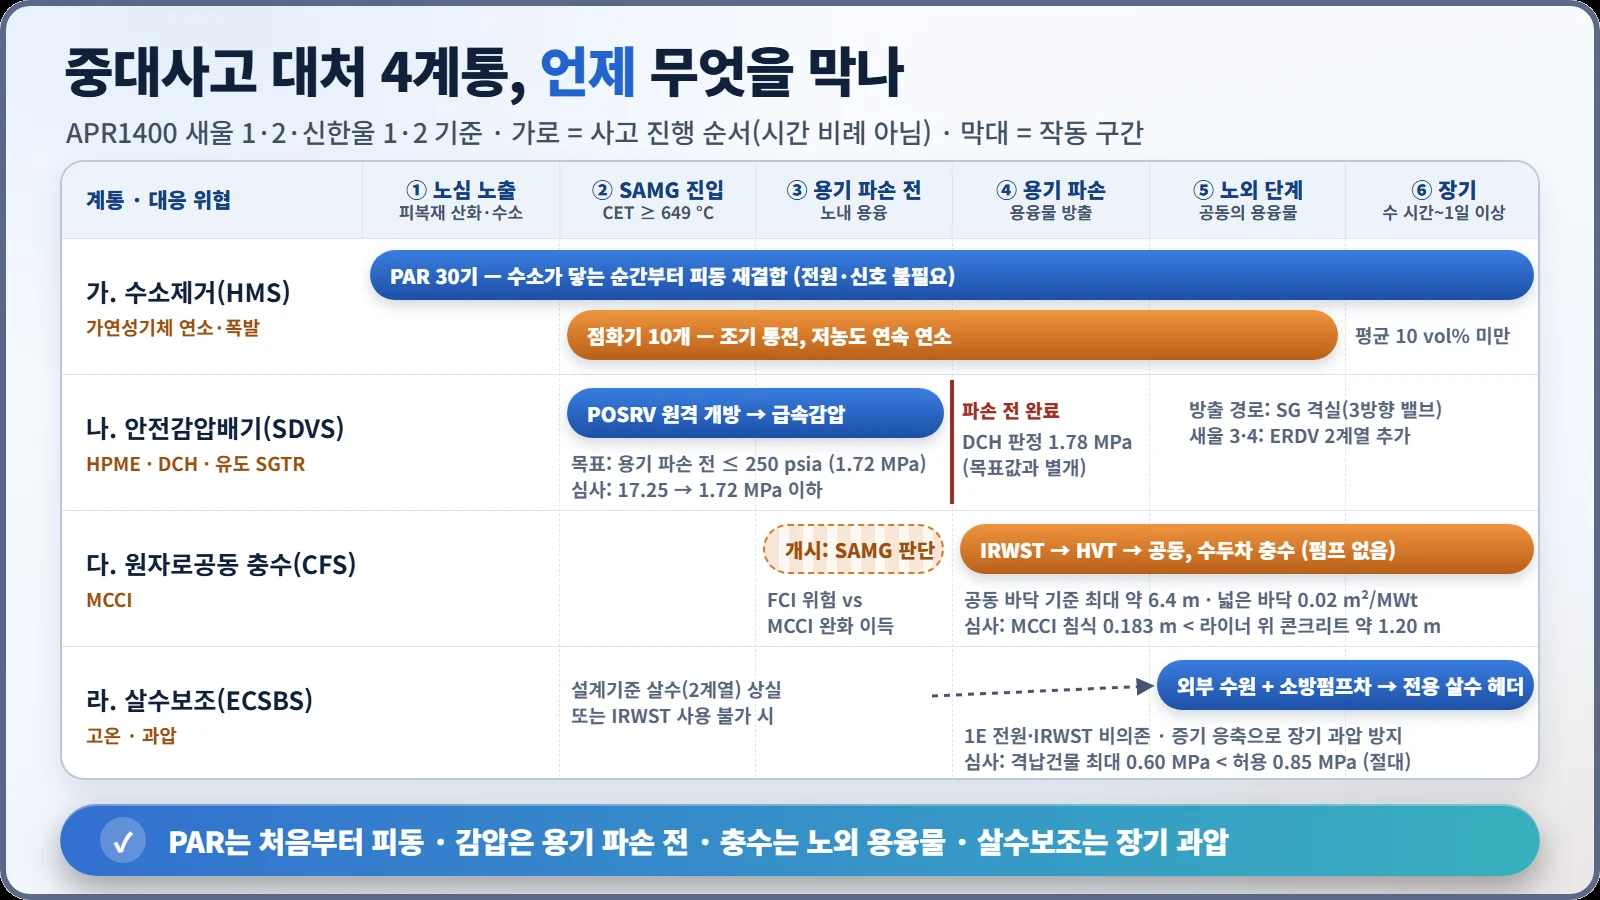 중대사고 대처 4계통, 언제 무엇을 막나
APR1400 새울 1·2·신한울 1·2 기준 · 가로 = 사고 진행 순서(시간 비례 아님) · 막대 = 작동 구간
계통 · 대응 위협
① 노심 노출
피복재 산화·수소
② SAMG 진입
CET ≥ 649 °C
③ 용기 파손 전
노내 용융
④ 용기 파손
용융물 방출
⑤ 노외 단계
공동의 용융물
⑥ 장기
수 시간~1일 이상
가. 수소제거(HMS)
가연성기체 연소·폭발
PAR 30기 — 수소가 닿는 순간부터 피동 재결합 (전원·신호 불필요)
점화기 10개 — 조기 통전, 저농도 연속 연소
평균 10 vol% 미만
나. 안전감압배기(SDVS)
HPME · DCH · 유도 SGTR
POSRV 원격 개방 → 급속감압
목표: 용기 파손 전 ≤ 250 psia (1.72 MPa)
심사: 17.25 → 1.72 MPa 이하
파손 전 완료
DCH 판정 1.78 MPa
(목표값과 별개)
방출 경로: SG 격실(3방향 밸브)
새울 3·4: ERDV 2계열 추가
다. 원자로공동 충수(CFS)
MCCI
개시: SAMG 판단
FCI 위험 vs
MCCI 완화 이득
IRWST → HVT → 공동, 수두차 충수 (펌프 없음)
공동 바닥 기준 최대 약 6.4 m · 넓은 바닥 0.02 m²/MWt
심사: MCCI 침식 0.183 m < 라이너 위 콘크리트 약 1.20 m
라. 살수보조(ECSBS)
고온 · 과압
설계기준 살수(2계열) 상실
또는 IRWST 사용 불가 시
외부 수원 + 소방펌프차 → 전용 살수 헤더
1E 전원·IRWST 비의존 · 증기 응축으로 장기 과압 방지
심사: 격납건물 최대 0.60 MPa < 허용 0.85 MPa (절대)
✓ PAR는 처음부터 피동 · 감압은 용기 파손 전 · 충수는 노외 용융물 · 살수보조는 장기 과압